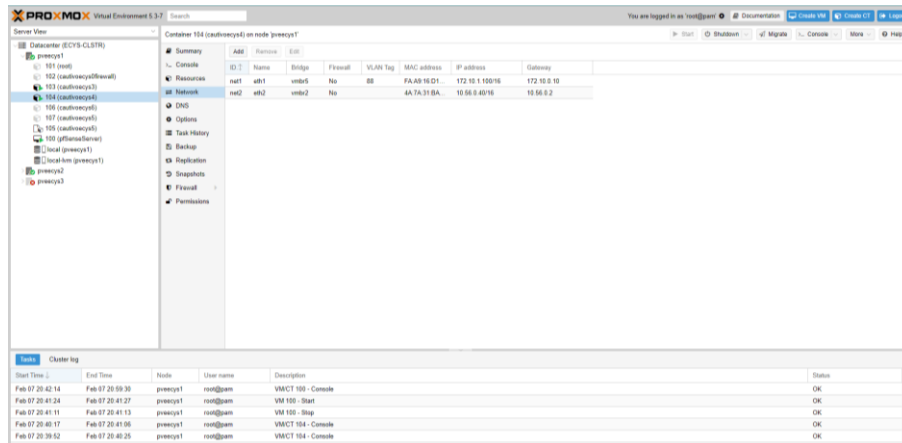 PROXMOX Virtual Environment 5.3-7 Search You are logged in as 'root@pam' Documentation Create VM Create CT Logo
Server View
Container 104 (cautivoecys4) on node 'pveecys1'
Start Shutdown Migrate Console More Help
Datacenter (ECYS-CLSTR)
pveecys1
101 (root)
102 (cautivoecys0firewall)
103 (cautivoecys3)
104 (cautivoecys4)
106 (cautivoecys6)
107 (cautivoecys5)
105 (cautivoecys5)
100 (pfSenseServer)
local (pveecys1)
local-lvm (pveecys1)
pveecys2
pveecys3
Summary
Console
Resources
Network
DNS
Options
Task History
Backup
Replication
Snapshots
Firewall
Permissions
Add Remove Edit
ID Name Bridge Firewall VLAN Tag MAC address IP address Gateway
net1 eth1 vmbr5 No 88 FA:A9:16:D1... 172.10.1.100/16 172.10.0.10
net2 eth2 vmbr2 No 4A:7A:31:BA... 10.56.0.40/16 10.56.0.2
Tasks Cluster log
Start Time End Time Node User name Description Status
Feb 07 20:42:14 Feb 07 20:59:30 pveecys1 root@pam VM/CT 100 - Console OK
Feb 07 20:41:24 Feb 07 20:41:27 pveecys1 root@pam VM 100 - Start OK
Feb 07 20:41:11 Feb 07 20:41:13 pveecys1 root@pam VM 100 - Stop OK
Feb 07 20:40:17 Feb 07 20:41:06 pveecys1 root@pam VM/CT 104 - Console OK
Feb 07 20:39:52 Feb 07 20:40:25 pveecys1 root@pam VM/CT 104 - Console OK